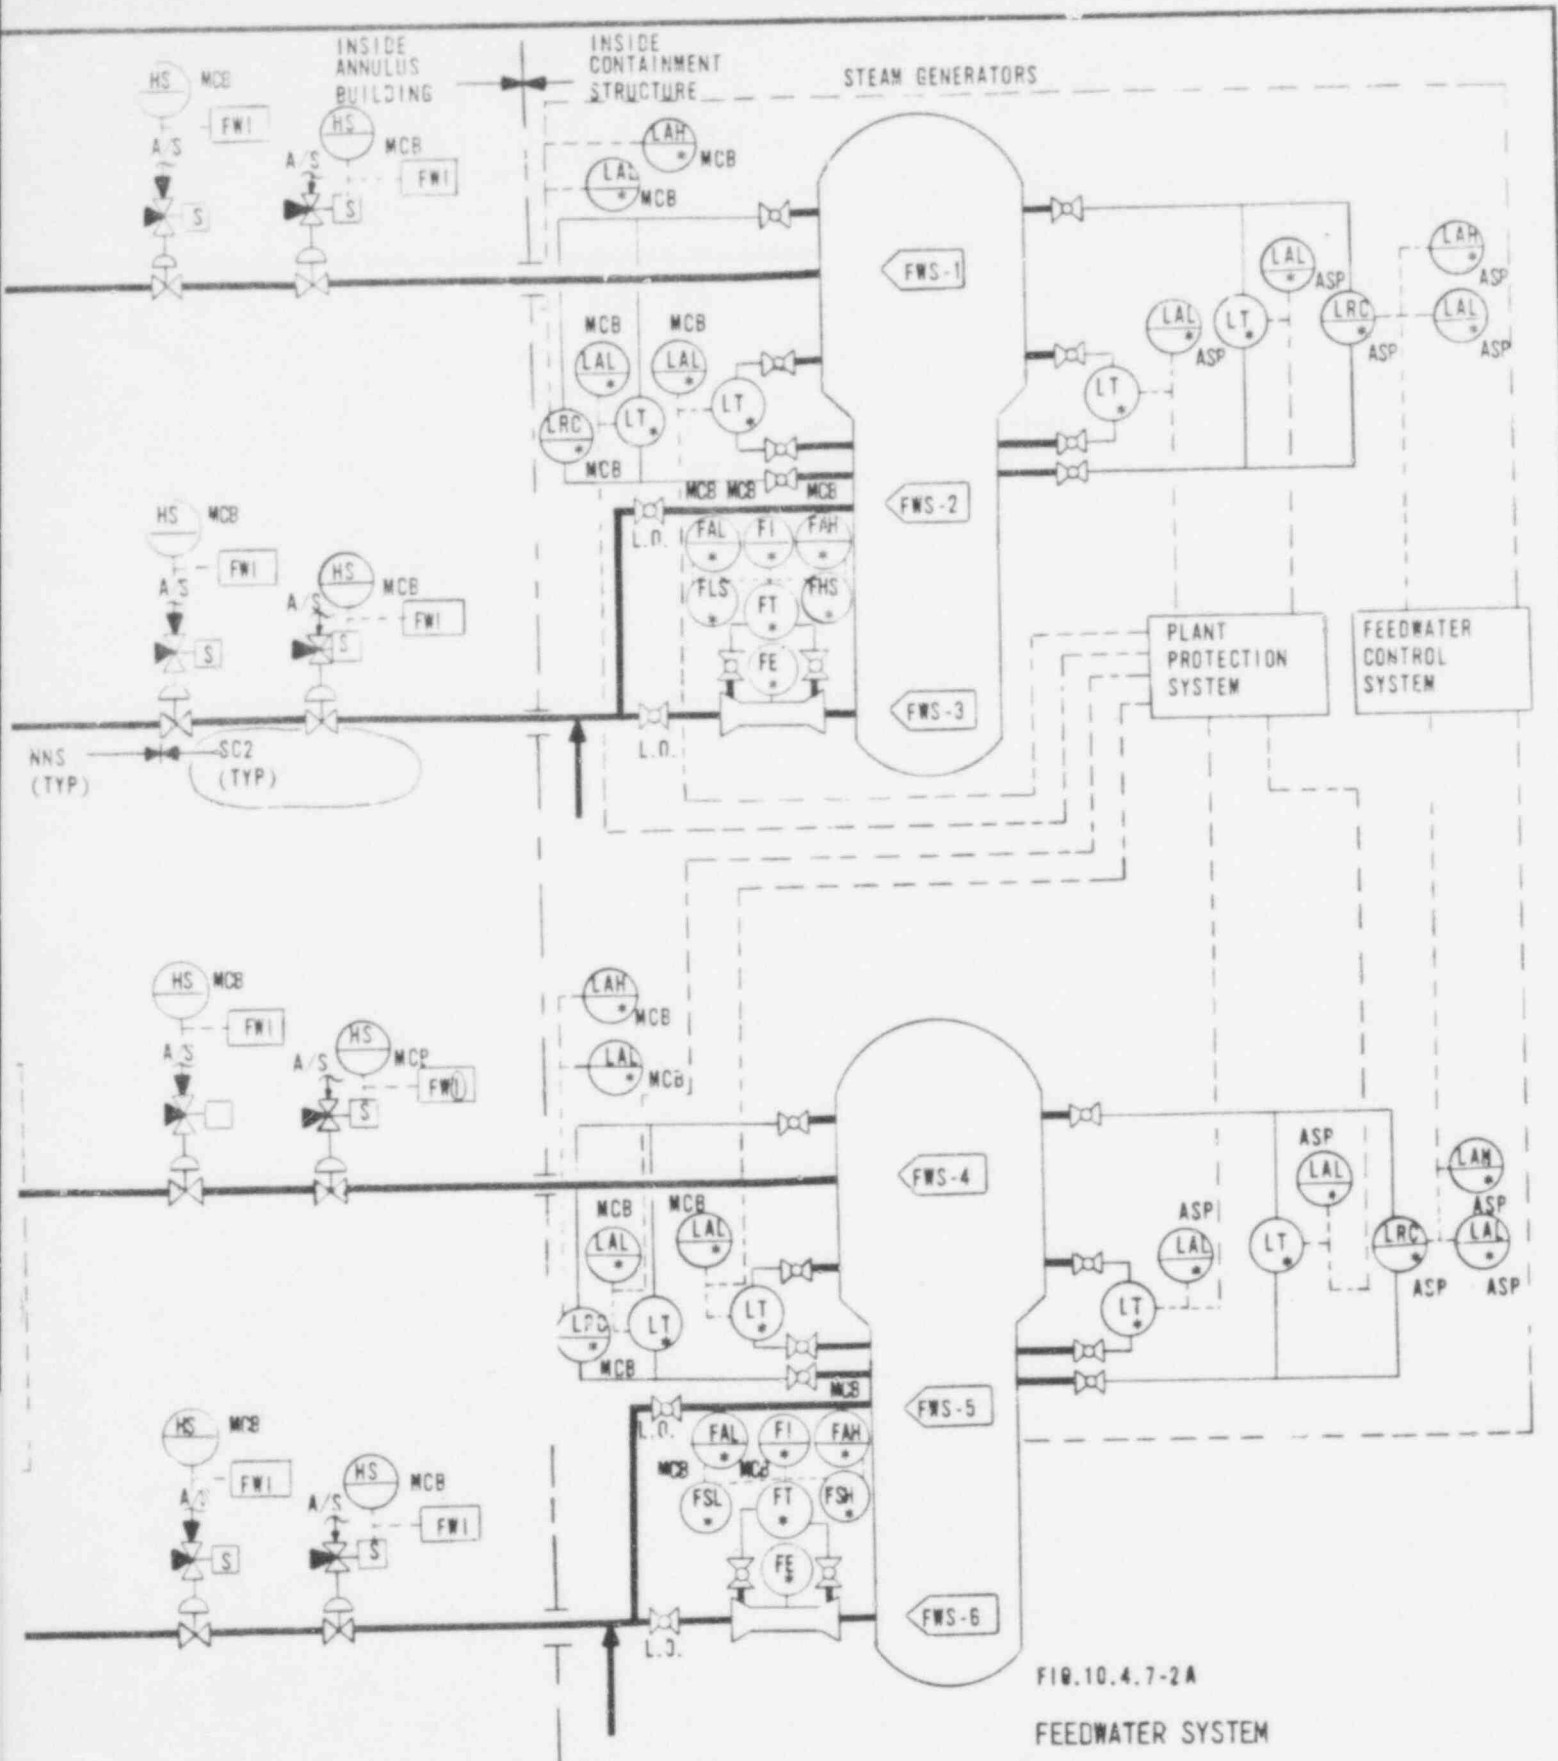 INSIDE
ANNULUS
BUILDING
INSIDE
CONTAINMENT
STRUCTURE
STEAM GENERATORS
HS MCB
FWI
A/S
S
HS
MCB
A/S
FWI
S
LAH
*
MCB
LAL
*
MCB
FWS-1
LAL
*
ASP
LAH
*
ASP
LAL
*
ASP
LT
*
LRC
*
ASP
LAL
*
ASP
LT
*
MCB
LAL
*
MCB
LAL
*
LT
*
LT
*
LRC
*
MCB
MCB MCB MCB
FWS-2
L.O.
FAL
*
FI
*
FAH
*
FLS
*
FT
*
FHS
*
FE
*
FWS-3
L.O.
HS MCB
FWI
A/S
S
HS
MCB
A/S
FWI
S
NNS
(TYP)
SC2
(TYP)
PLANT
PROTECTION
SYSTEM
FEEDWATER
CONTROL
SYSTEM
HS MCB
FWI
A/S
HS
MCB
A/S
FWI
S
LAH
*
MCB
LAL
*
MCB
FWS-4
ASP
LAL
*
LAH
*
ASP
ASP
LAL
*
LT
*
LRC
*
ASP
LAL
*
ASP
LT
*
MCB
LAL
*
MCB
LAL
*
LT
*
LT
*
LRC
*
MCB
MCB
FWS-5
L.O.
FAL
*
FI
*
FAH
*
MCB
MCB
FSL
*
FT
*
FSH
*
FE
*
FWS-6
L.O.
HS MCB
FWI
A/S
S
HS
MCB
A/S
FWI
S
FIG.10.4.7-2A
FEEDWATER SYSTEM